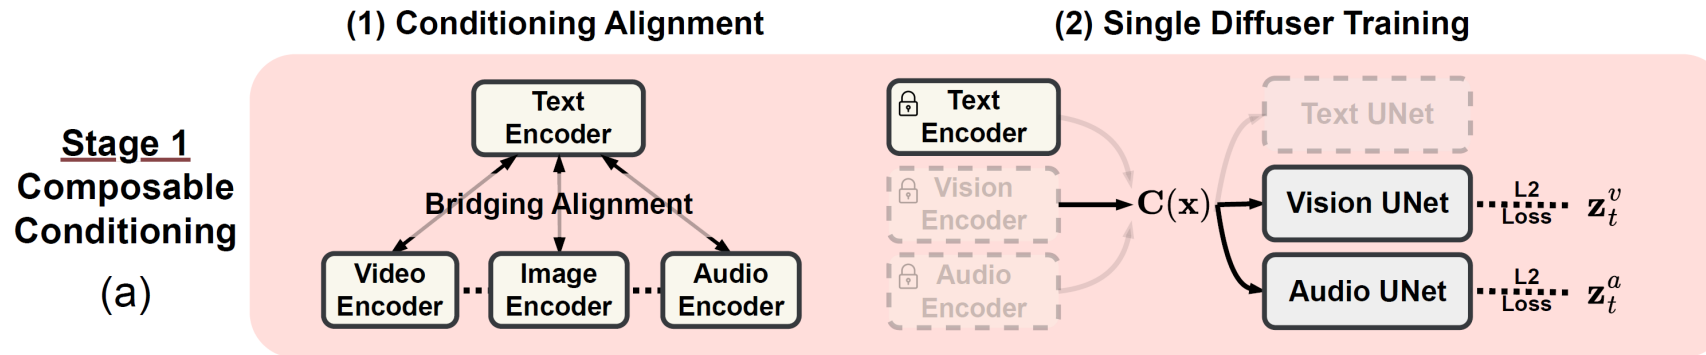 (1) Conditioning Alignment
(2) Single Diffuser Training
Stage 1
Composable
Conditioning
(a)
Text
Encoder
Bridging Alignment
Video
Encoder
Image
Encoder
Audio
Encoder
Text
Encoder
Vision
Encoder
Audio
Encoder
C(x)
Text UNet
Vision UNet
L2
Loss
z_t^v
Audio UNet
L2
Loss
z_t^a